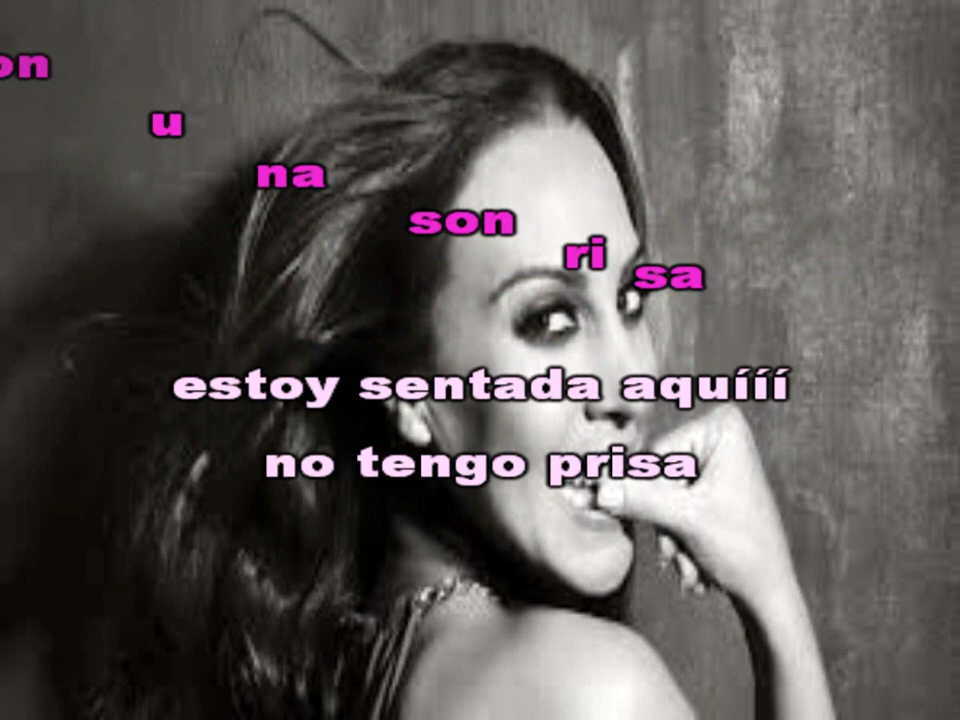 on u na son ri sa
estoy sentada aquííí
no tengo prisa